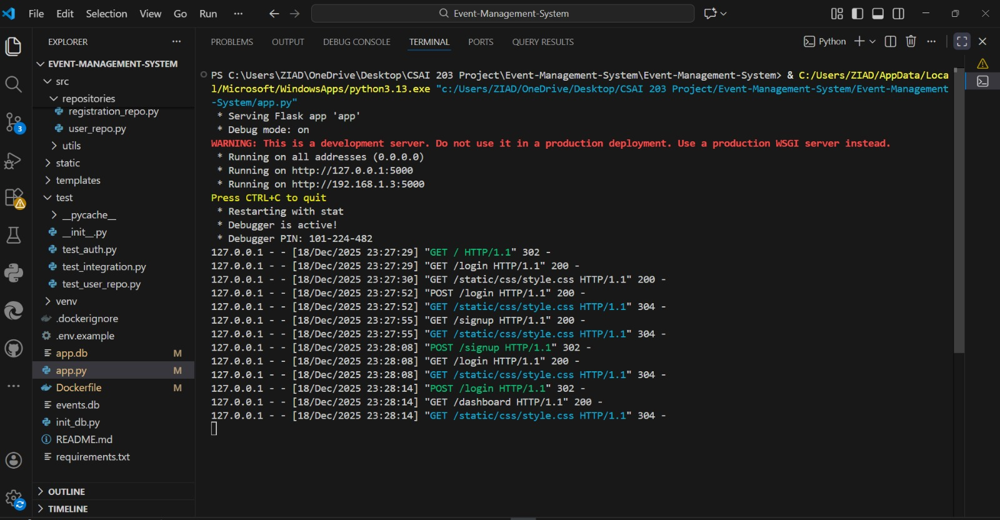 File Edit Selection View Go Run ··· Event-Management-System
EXPLORER ···
EVENT-MANAGEMENT-SYSTEM
src
repositories
registration_repo.py
user_repo.py
utils
static
templates
test
__pycache__
__init__.py
test_auth.py
test_integration.py
test_user_repo.py
venv
.dockerignore
.env.example
app.db M
app.py M
Dockerfile M
events.db
init_db.py
README.md
requirements.txt
OUTLINE
TIMELINE
3
PROBLEMS OUTPUT DEBUG CONSOLE TERMINAL PORTS QUERY RESULTS Python
PS C:\Users\ZIAD\OneDrive\Desktop\CSAI 203 Project\Event-Management-System\Event-Management-System> & C:/Users/ZIAD/AppData/Loca
l/Microsoft/WindowsApps/python3.13.exe "c:/Users/ZIAD/OneDrive/Desktop/CSAI 203 Project/Event-Management-System/Event-Management
-System/app.py"
* Serving Flask app 'app'
* Debug mode: on
WARNING: This is a development server. Do not use it in a production deployment. Use a production WSGI server instead.
* Running on all addresses (0.0.0.0)
* Running on http://127.0.0.1:5000
* Running on http://192.168.1.3:5000
Press CTRL+C to quit
* Restarting with stat
* Debugger is active!
* Debugger PIN: 101-224-482
127.0.0.1 - - [18/Dec/2025 23:27:29] "GET / HTTP/1.1" 302 -
127.0.0.1 - - [18/Dec/2025 23:27:29] "GET /login HTTP/1.1" 200 -
127.0.0.1 - - [18/Dec/2025 23:27:30] "GET /static/css/style.css HTTP/1.1" 200 -
127.0.0.1 - - [18/Dec/2025 23:27:52] "POST /login HTTP/1.1" 200 -
127.0.0.1 - - [18/Dec/2025 23:27:52] "GET /static/css/style.css HTTP/1.1" 304 -
127.0.0.1 - - [18/Dec/2025 23:27:55] "GET /signup HTTP/1.1" 200 -
127.0.0.1 - - [18/Dec/2025 23:27:55] "GET /static/css/style.css HTTP/1.1" 304 -
127.0.0.1 - - [18/Dec/2025 23:28:08] "POST /signup HTTP/1.1" 302 -
127.0.0.1 - - [18/Dec/2025 23:28:08] "GET /login HTTP/1.1" 200 -
127.0.0.1 - - [18/Dec/2025 23:28:08] "GET /static/css/style.css HTTP/1.1" 304 -
127.0.0.1 - - [18/Dec/2025 23:28:14] "POST /login HTTP/1.1" 302 -
127.0.0.1 - - [18/Dec/2025 23:28:14] "GET /dashboard HTTP/1.1" 200 -
127.0.0.1 - - [18/Dec/2025 23:28:14] "GET /static/css/style.css HTTP/1.1" 304 -